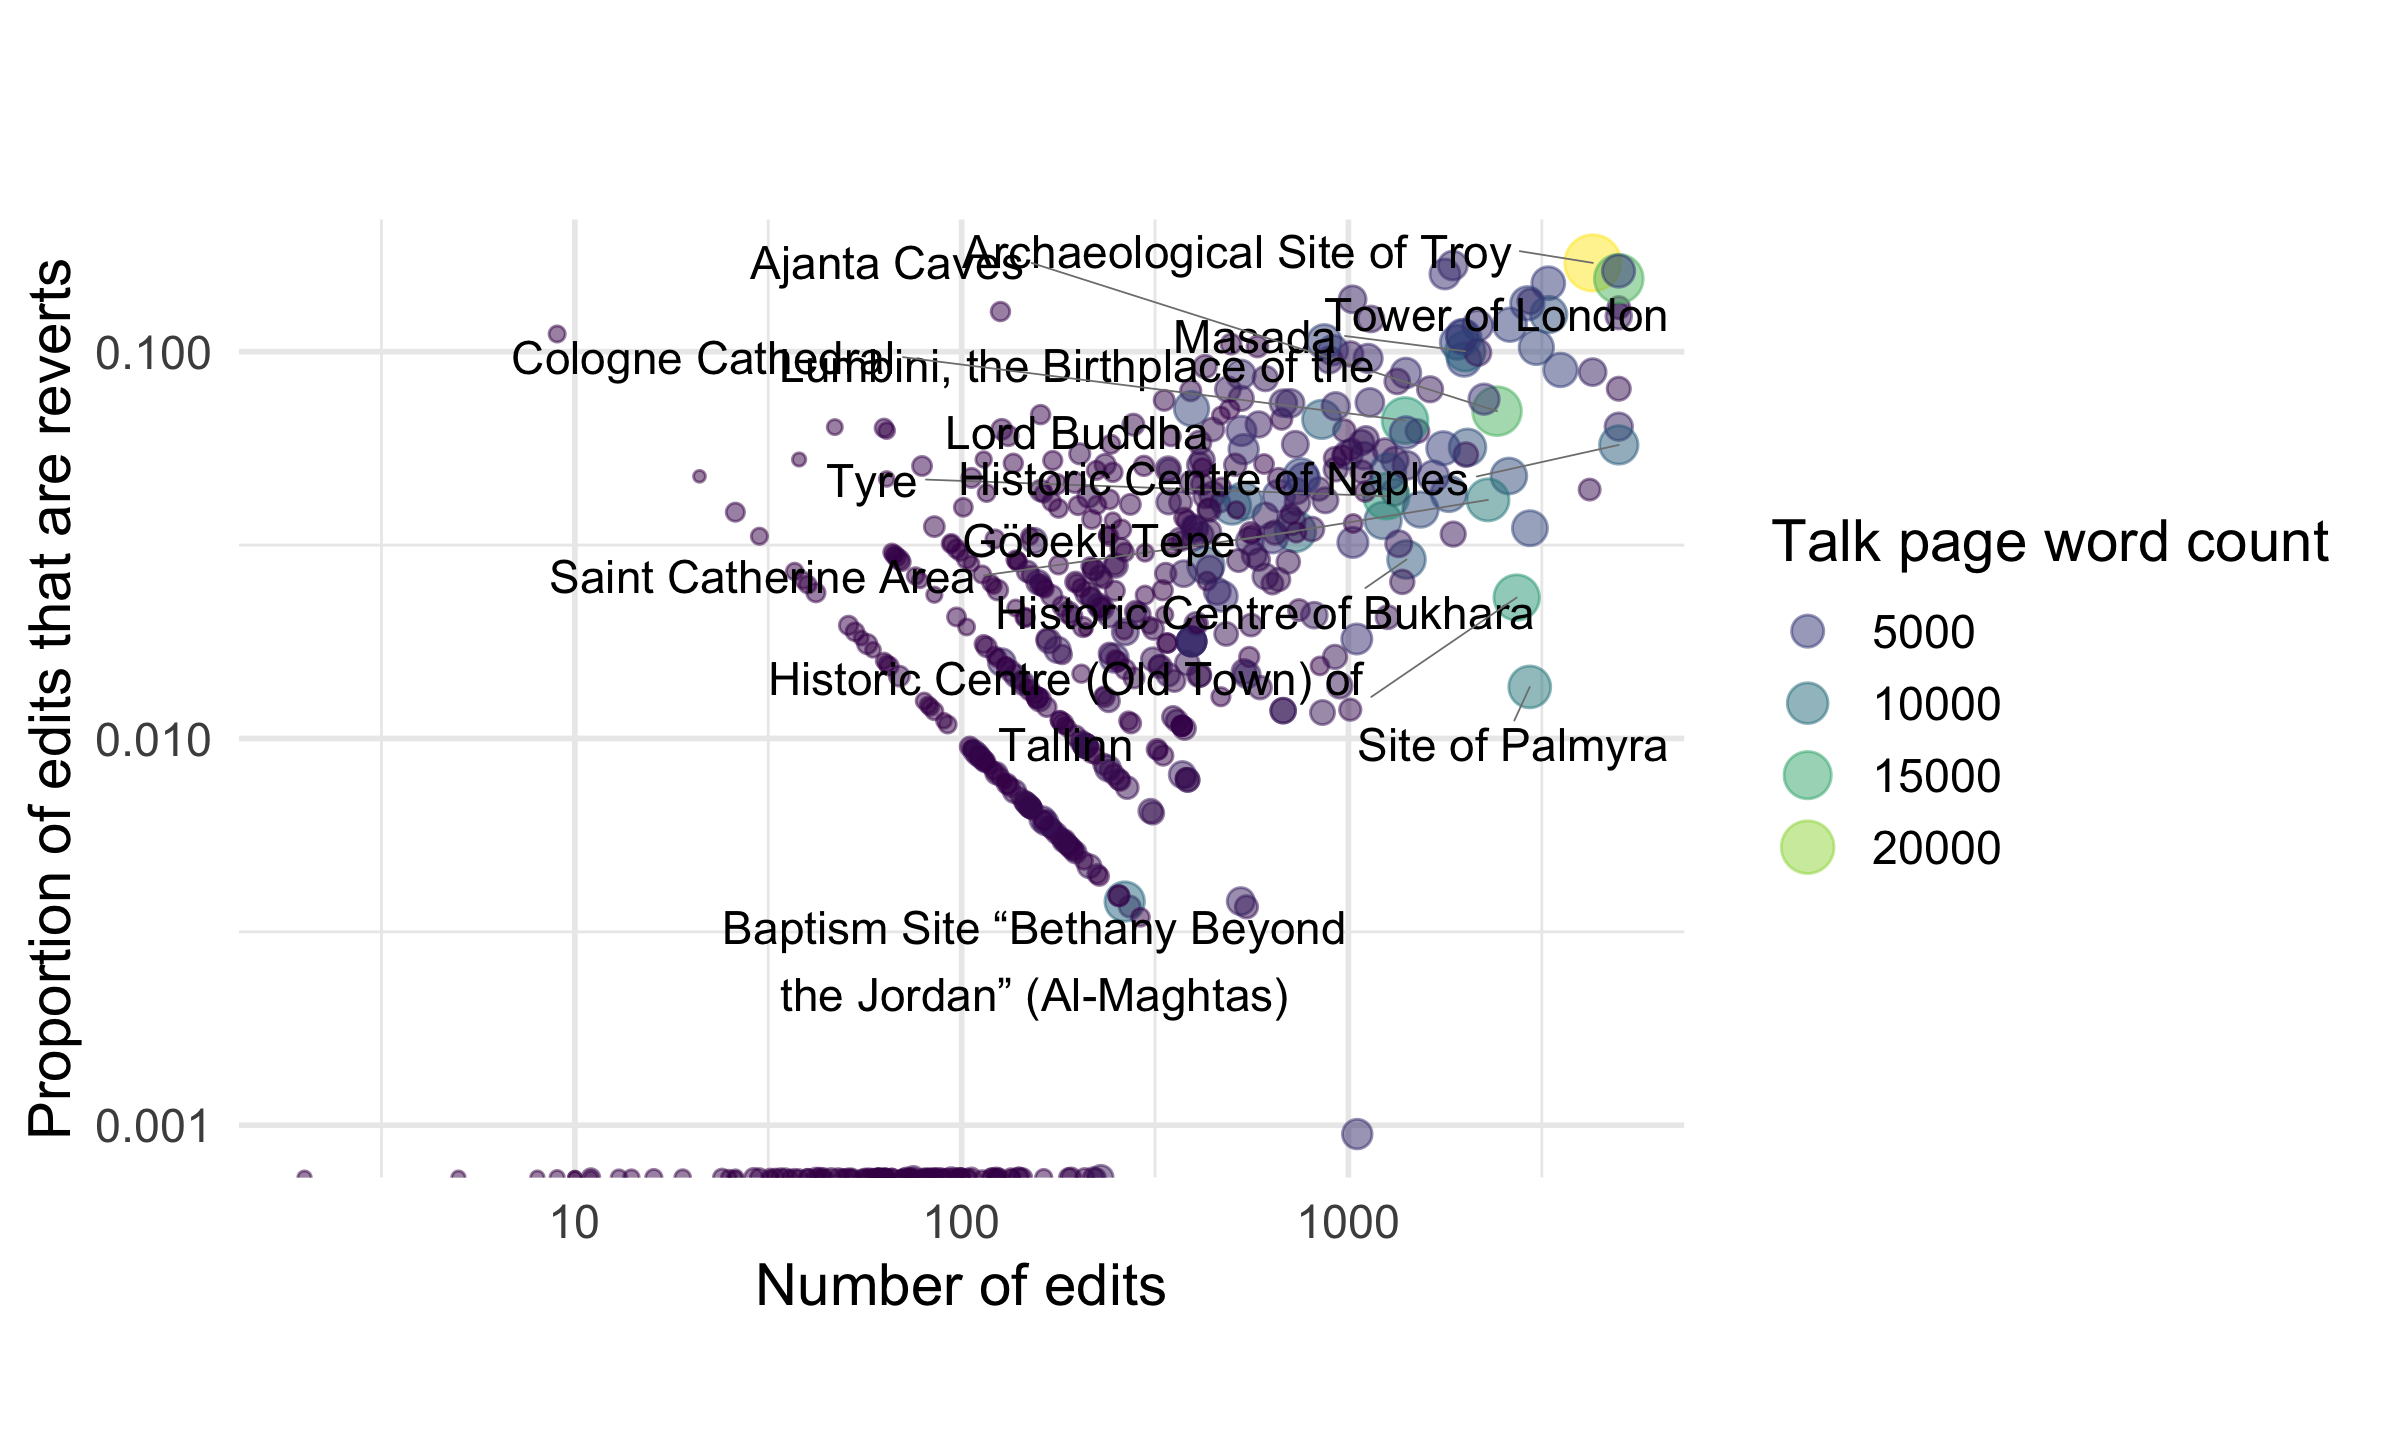 Archaeological Site of Troy
Ajanta Caves
Tower of London
Masada
Cologne Cathedral
Lumbini, the Birthplace of the
Lord Buddha
Tyre
Historic Centre of Naples
Göbekli Tepe
Saint Catherine Area
Historic Centre of Bukhara
Historic Centre (Old Town) of
Tallinn
Site of Palmyra
Baptism Site “Bethany Beyond
the Jordan” (Al-Maghtas)
0.100
0.010
0.001
Proportion of edits that are reverts
10
100
1000
Number of edits
Talk page word count
5000
10000
15000
20000